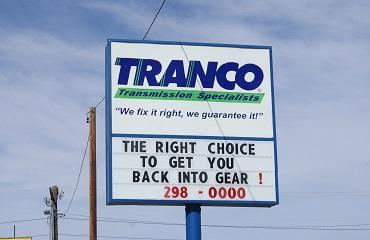 TRANCO
Transmission Specialists
"We fix it right, we guarantee it!"
THE RIGHT CHOICE
TO GET YOU
BACK INTO GEAR !
298 - 0000